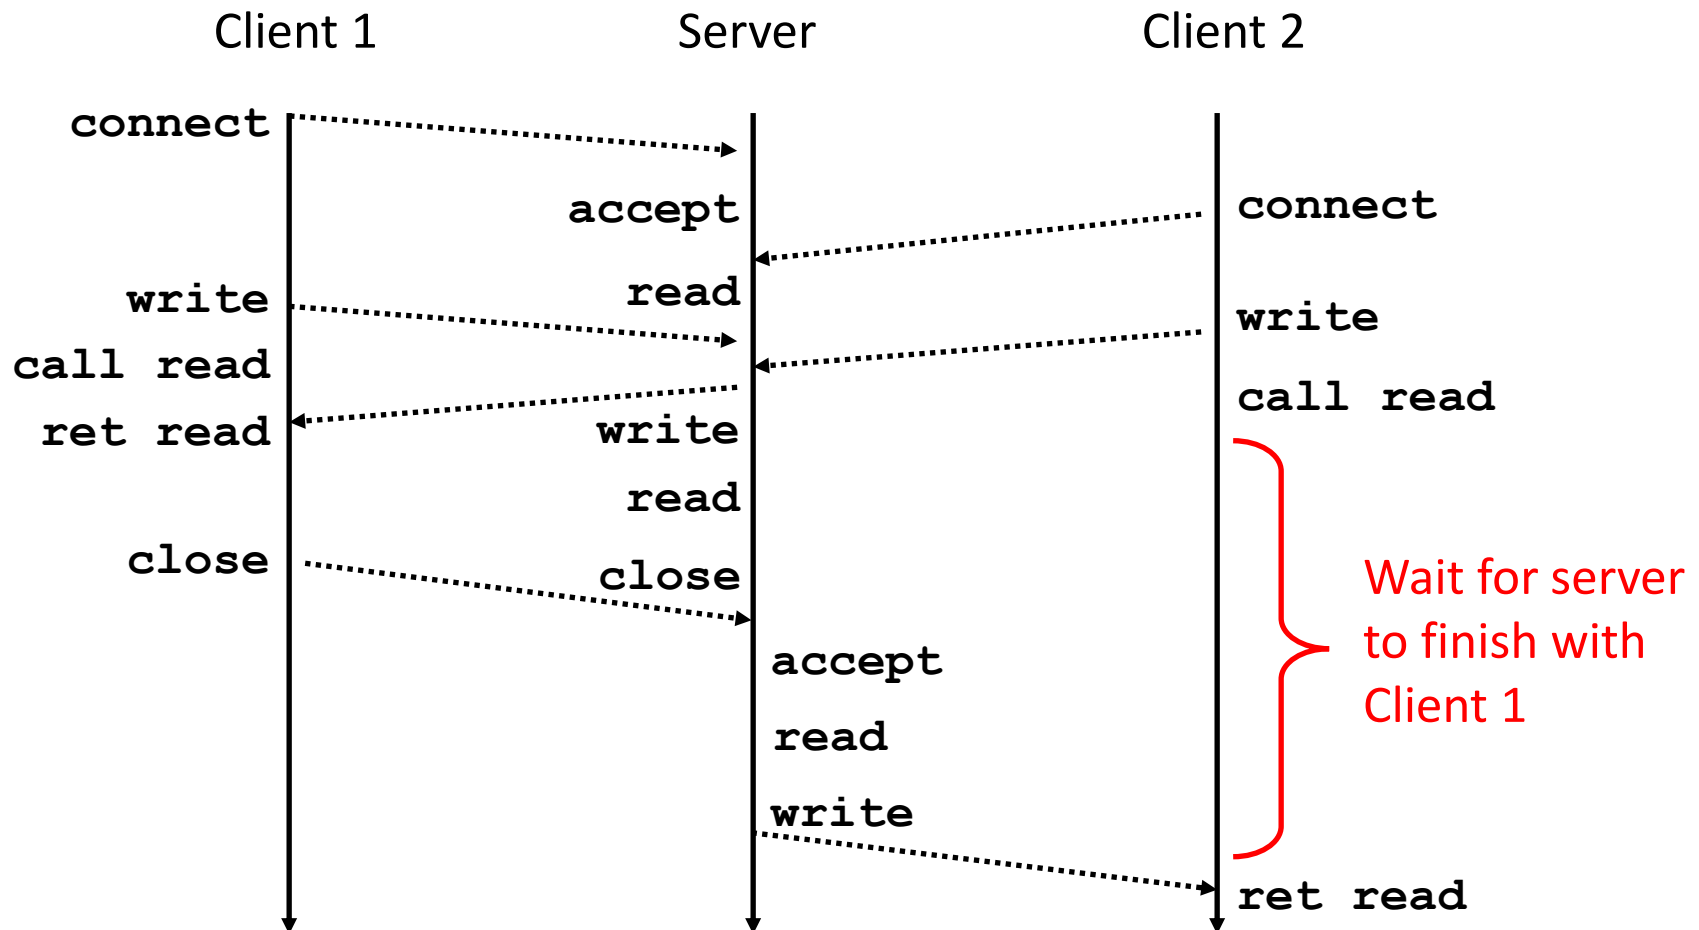 Client 1
Server
Client 2
connect
accept
connect
read
write
write
call read
call read
ret read
write
read
close
close
Wait for server
to finish with
Client 1
accept
read
write
ret read